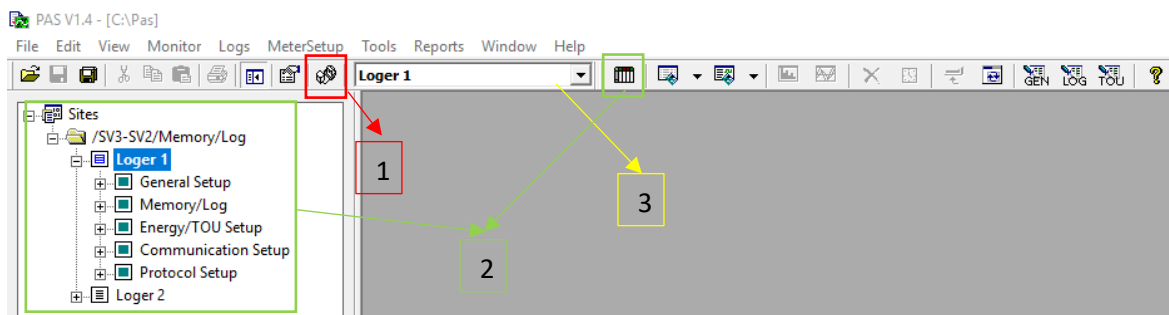 PAS V1.4 - [C:\Pas]
File Edit View Monitor Logs MeterSetup Tools Reports Window Help
Loger 1
GEN LOG TOU
Sites
/SV3-SV2/Memory/Log
Loger 1
General Setup
Memory/Log
Energy/TOU Setup
Communication Setup
Protocol Setup
Loger 2
1
3
2